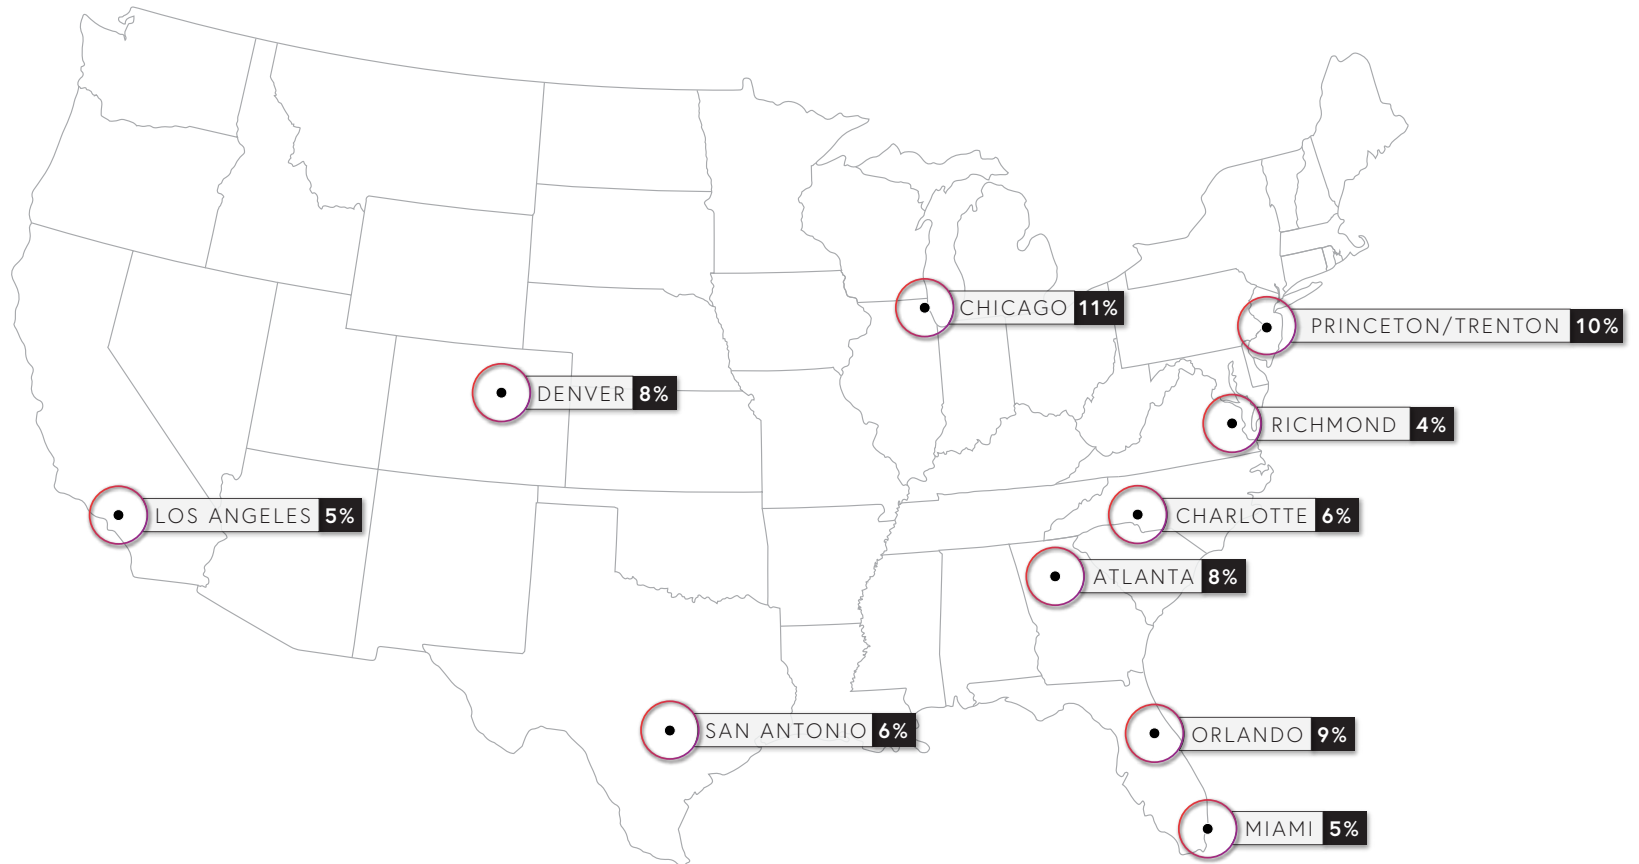 CHICAGO 11%
PRINCETON/TRENTON 10%
DENVER 8%
RICHMOND 4%
LOS ANGELES 5%
CHARLOTTE 6%
ATLANTA 8%
SAN ANTONIO 6%
ORLANDO 9%
MIAMI 5%